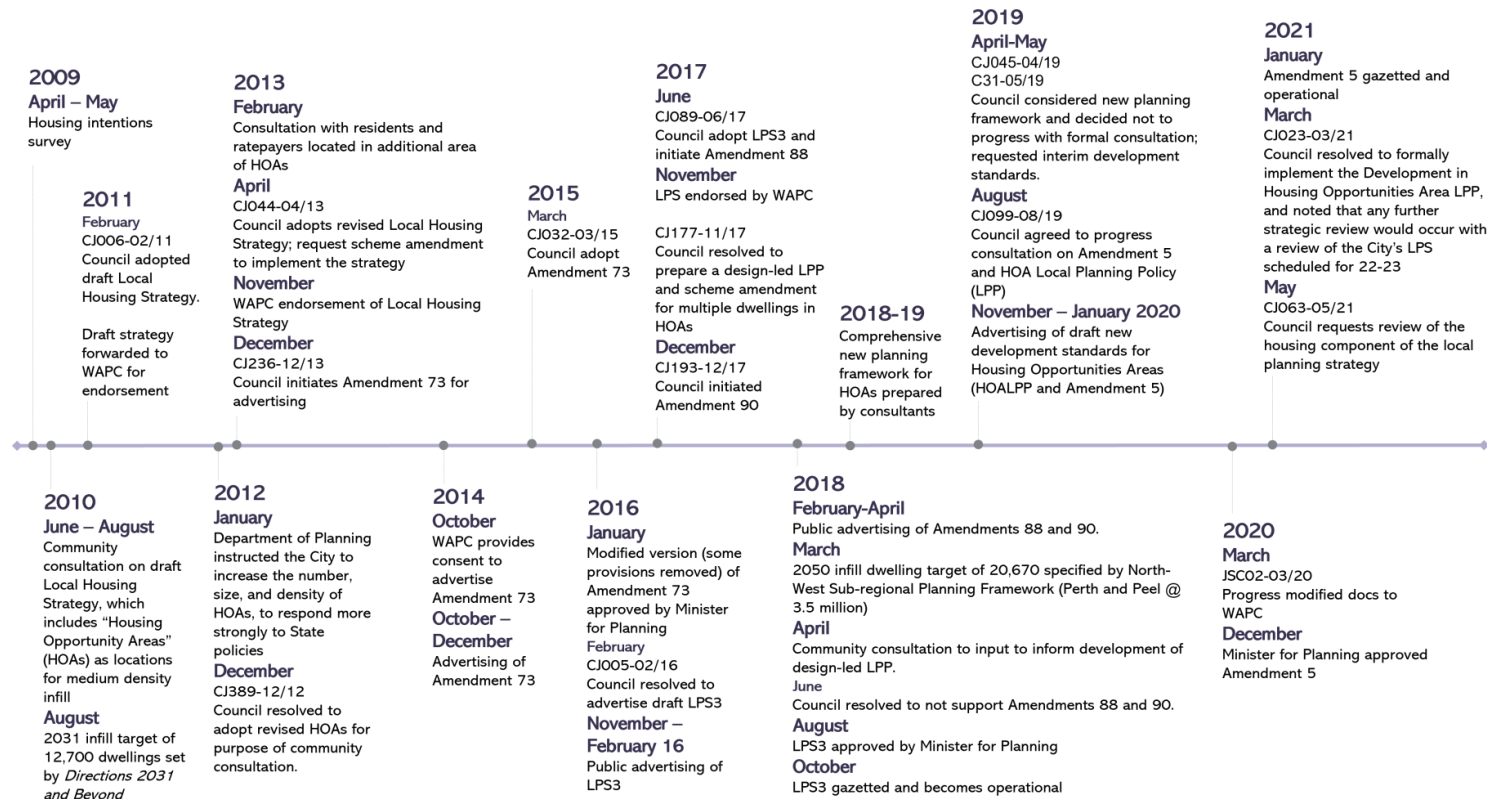 2009
April – May
Housing intentions
survey
2011
February
CJ006-02/11
Council adopted
draft Local
Housing Strategy.
Draft strategy
forwarded to
WAPC for
endorsement
2013
February
Consultation with residents and
ratepayers located in additional area
of HOAs
April
CJ044-04/13
Council adopts revised Local Housing
Strategy; request scheme amendment
to implement the strategy
November
WAPC endorsement of Local Housing
Strategy
December
CJ236-12/13
Council initiates Amendment 73 for
advertising
2015
March
CJ032-03/15
Council adopt
Amendment 73
2017
June
CJ089-06/17
Council adopt LPS3 and
initiate Amendment 88
November
LPS endorsed by WAPC
CJ177-11/17
Council resolved to
prepare a design-led LPP
and scheme amendment
for multiple dwellings in
HOAs
December
CJ193-12/17
Council initiated
Amendment 90
2018-19
Comprehensive
new planning
framework for
HOAs prepared
by consultants
2019
April-May
CJ045-04/19
C31-05/19
Council considered new planning
framework and decided not to
progress with formal consultation;
requested interim development
standards.
August
CJ099-08/19
Council agreed to progress
consultation on Amendment 5
and HOA Local Planning Policy
(LPP)
November – January 2020
Advertising of draft new
development standards for
Housing Opportunities Areas
(HOALPP and Amendment 5)
2021
January
Amendment 5 gazetted and
operational
March
CJ023-03/21
Council resolved to formally
implement the Development in
Housing Opportunities Area LPP,
and noted that any further
strategic review would occur with
a review of the City's LPS
scheduled for 22-23
May
CJ063-05/21
Council requests review of the
housing component of the local
planning strategy
2010
June – August
Community
consultation on draft
Local Housing
Strategy, which
includes “Housing
Opportunity Areas”
(HOAs) as locations
for medium density
infill
August
2031 infill target of
12,700 dwellings set
by Directions 2031
and Beyond
2012
January
Department of Planning
instructed the City to
increase the number,
size, and density of
HOAs, to respond more
strongly to State
policies
December
CJ389-12/12
Council resolved to
adopt revised HOAs for
purpose of community
consultation.
2014
October
WAPC provides
consent to
advertise
Amendment 73
October –
December
Advertising of
Amendment 73
2016
January
Modified version (some
provisions removed) of
Amendment 73
approved by Minister
for Planning
February
CJ005-02/16
Council resolved to
advertise draft LPS3
November –
February 16
Public advertising of
LPS3
2018
February-April
Public advertising of Amendments 88 and 90.
March
2050 infill dwelling target of 20,670 specified by North-
West Sub-regional Planning Framework (Perth and Peel @
3.5 million)
April
Community consultation to input to inform development of
design-led LPP.
June
Council resolved to not support Amendments 88 and 90.
August
LPS3 approved by Minister for Planning
October
LPS3 gazetted and becomes operational
2020
March
JSC02-03/20
Progress modified docs to
WAPC
December
Minister for Planning approved
Amendment 5